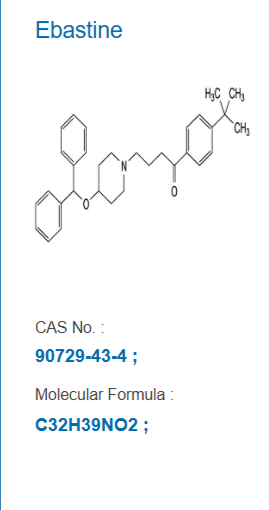 Ebastine
H₃C CH₃
CH₃
N
O
O
CAS No. :
90729-43-4 ;
Molecular Formula :
C32H39NO2 ;